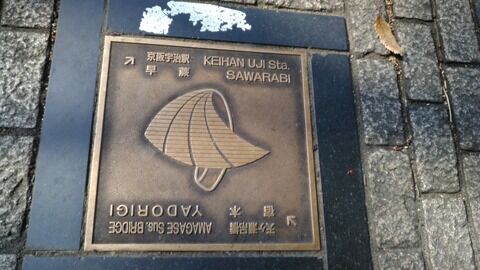 京阪宇治駅 KEIHAN UJI Sta.
早蕨 SAWARABI
天ヶ瀬吊橋 AMAGASE Sus. BRIDGE
宿木 YADORIGI